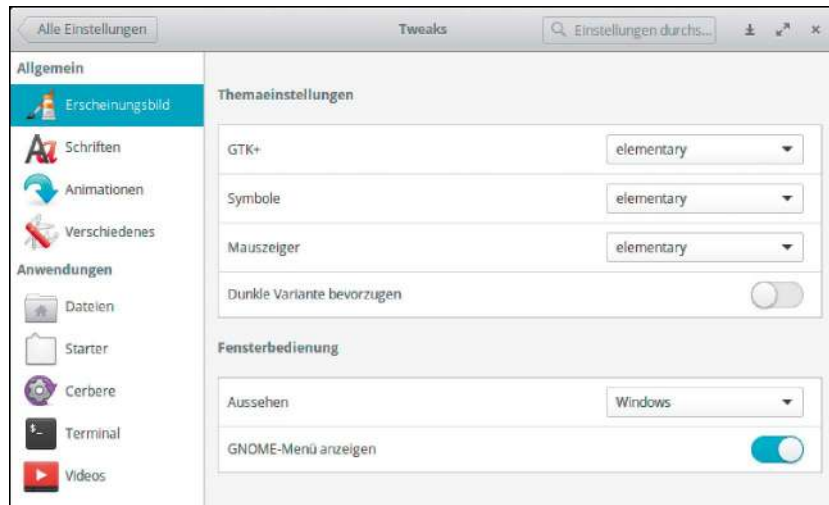 Alle Einstellungen
Tweaks
Einstellungen durchs...
Allgemein
Erscheinungsbild
Schriften
Animationen
Verschiedenes
Anwendungen
Dateien
Starter
Cerbere
Terminal
Videos
Themaeinstellungen
GTK+ elementary
Symbole elementary
Mauszeiger elementary
Dunkle Variante bevorzugen
Fensterbedienung
Aussehen Windows
GNOME-Menü anzeigen